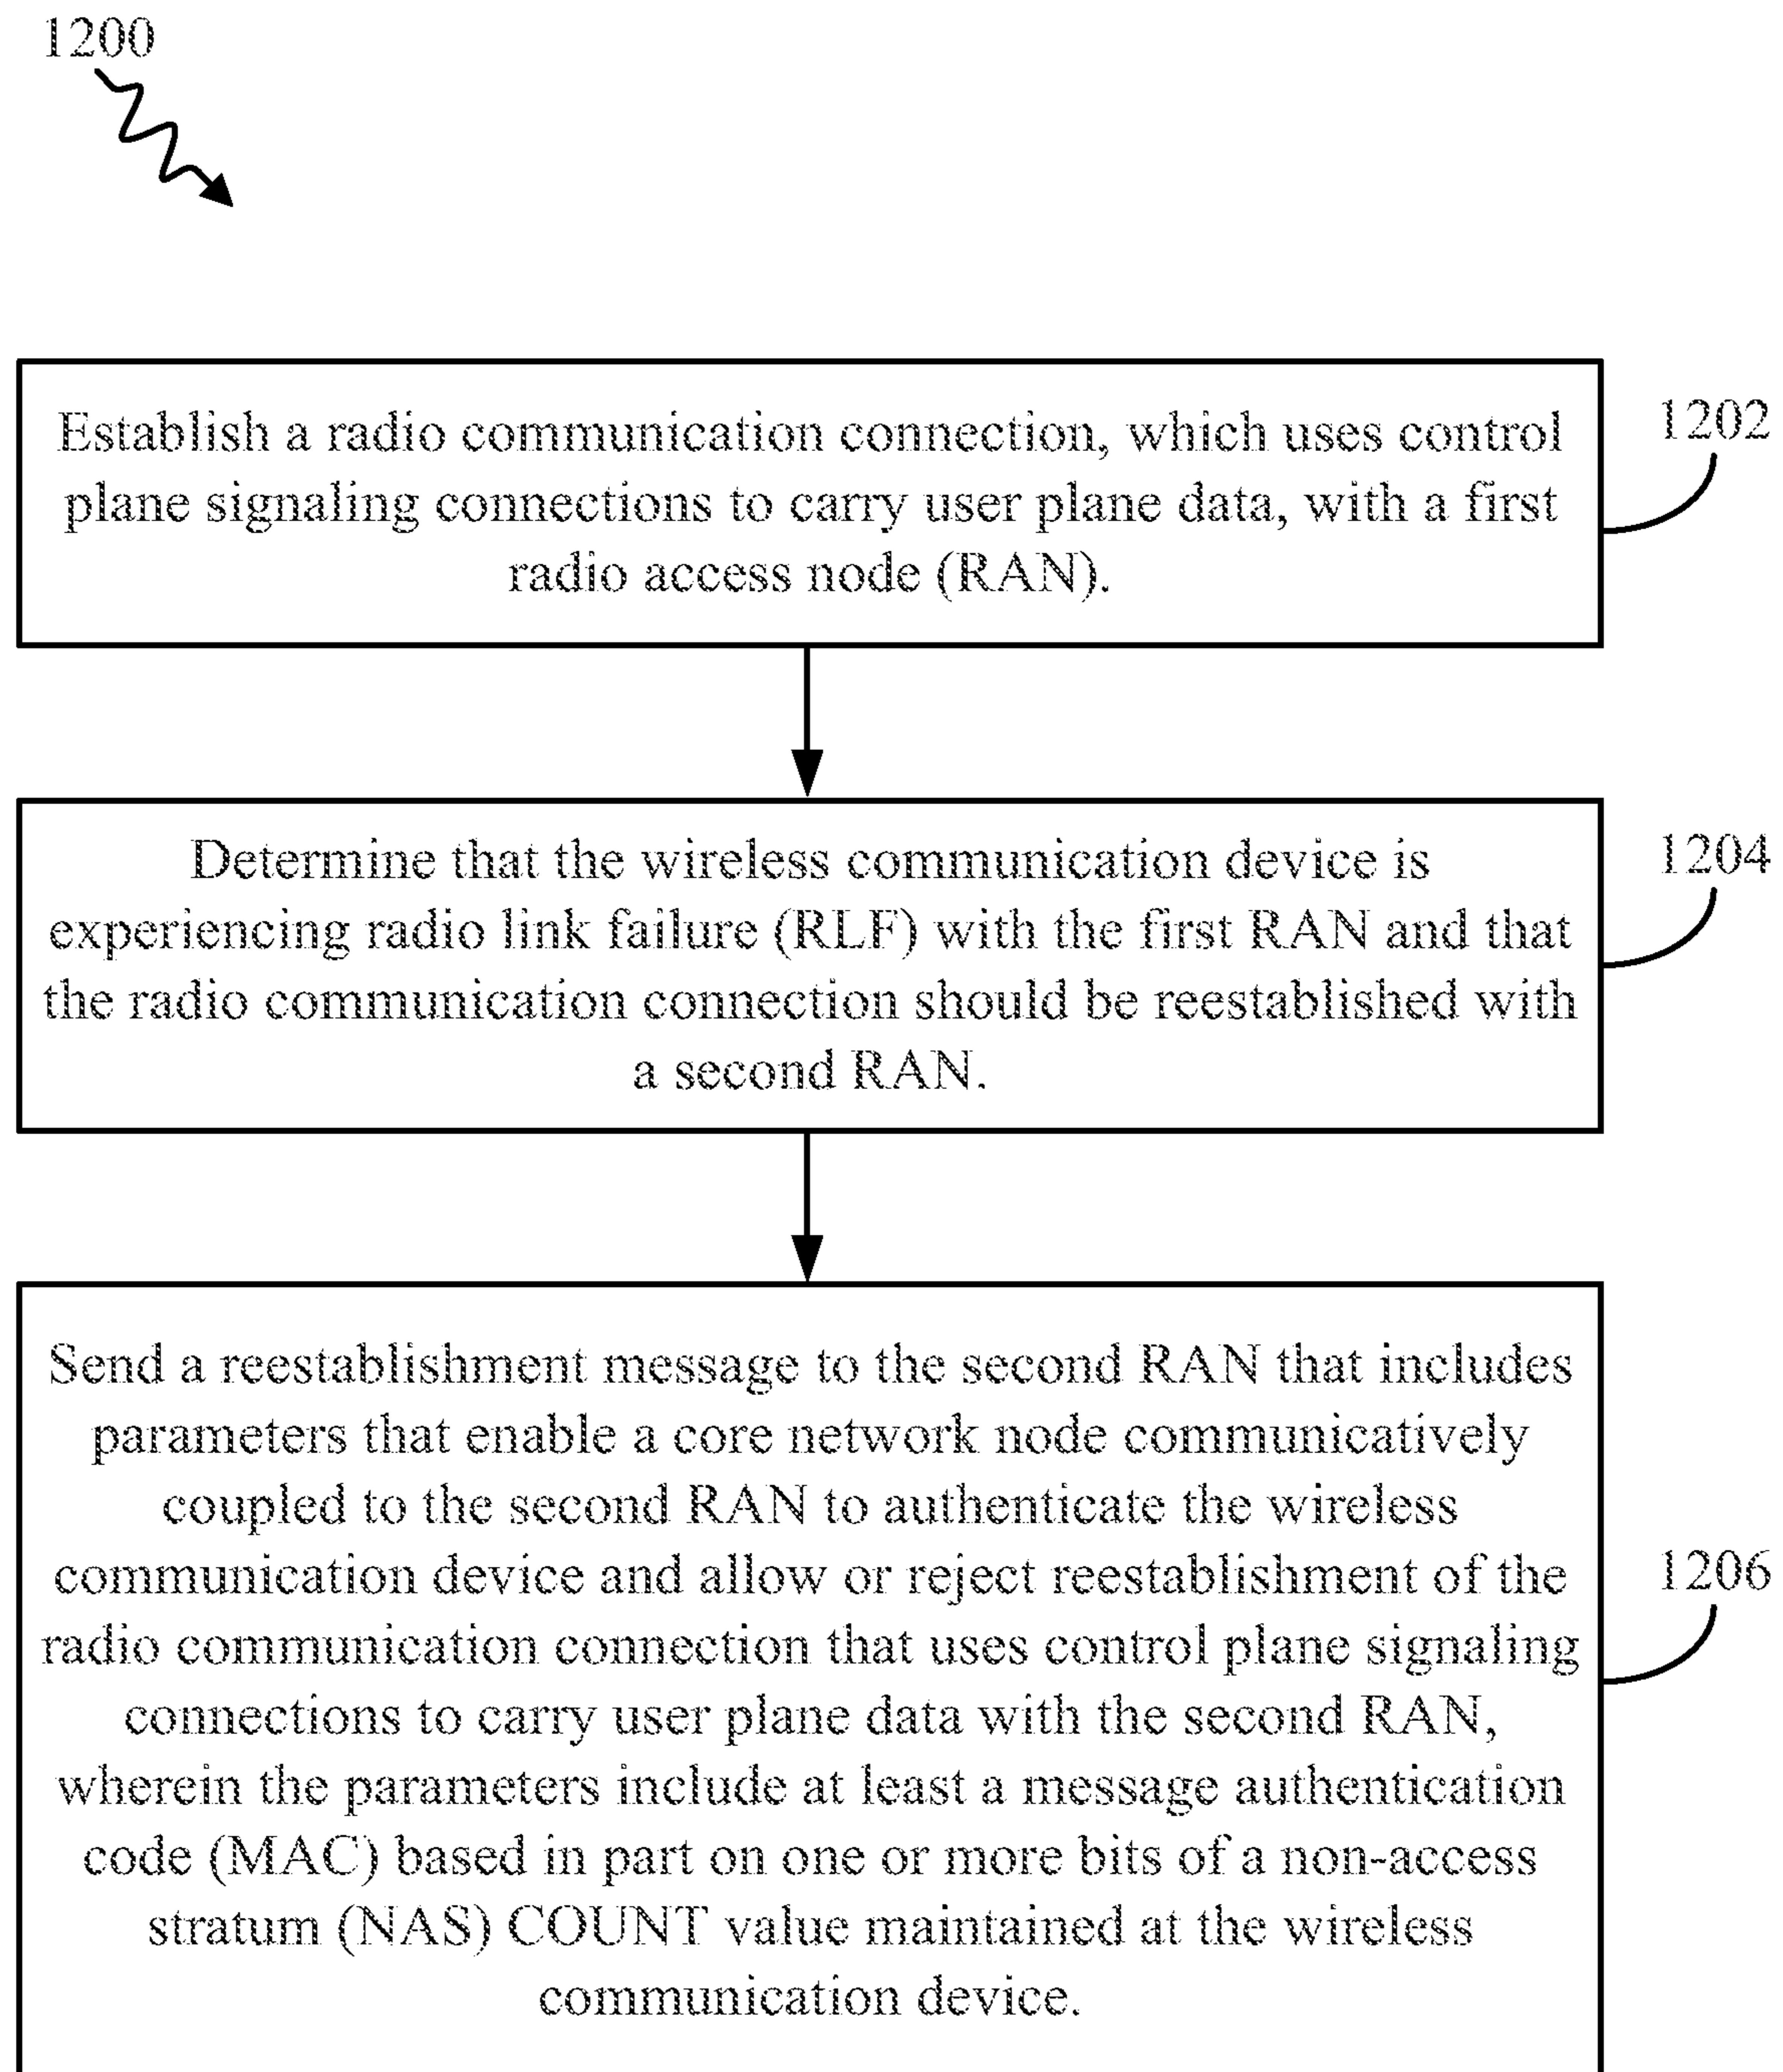 1200
Establish a radio communication connection, which uses control
plane signaling connections to carry user plane data, with a first
radio access node (RAN).
1202
Determine that the wireless communication device is
experiencing radio link failure (RLF) with the first RAN and that
the radio communication connection should be reestablished with
a second RAN.
1204
Send a reestablishment message to the second RAN that includes
parameters that enable a core network node communicatively
coupled to the second RAN to authenticate the wireless
communication device and allow or reject reestablishment of the
radio communication connection that uses control plane signaling
connections to carry user plane data with the second RAN,
wherein the parameters include at least a message authentication
code (MAC) based in part on one or more bits of a non-access
stratum (NAS) COUNT value maintained at the wireless
communication device.
1206